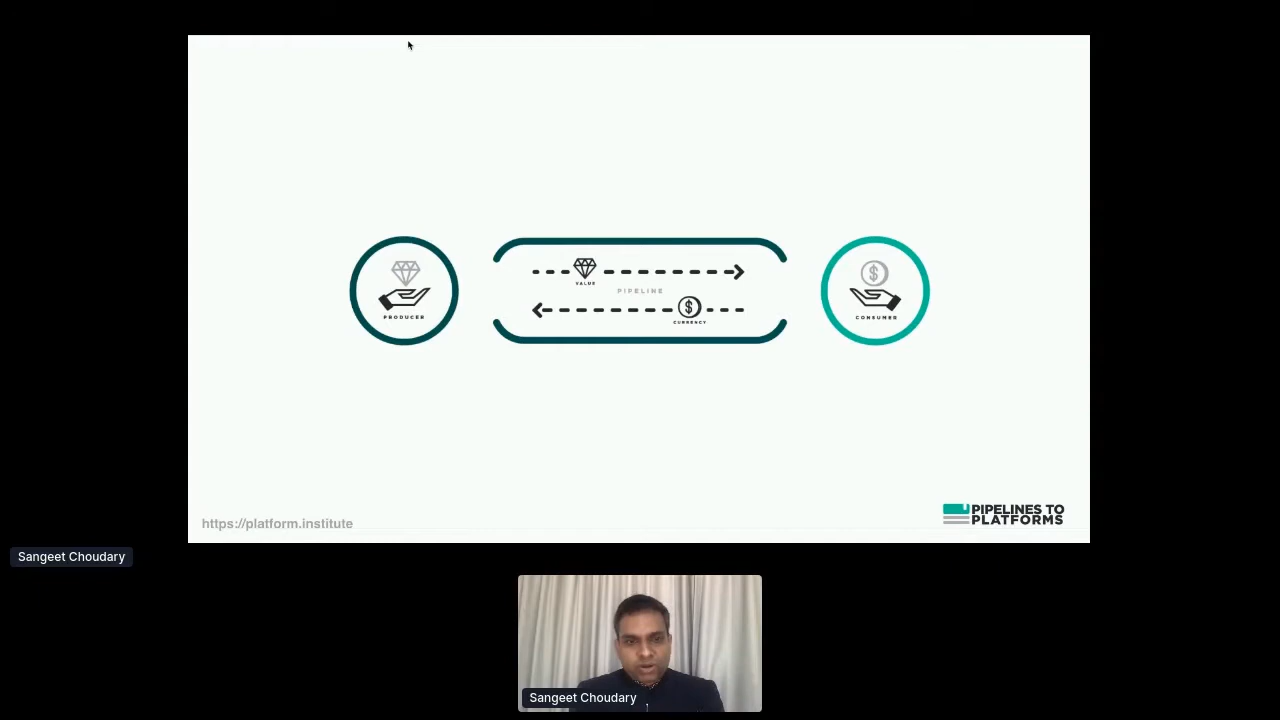 VALUE
PIPELINE
PRODUCER
CONSUMER
CURRENCY
https://platform.institute
PIPELINES TO
PLATFORMS
Sangeet Choudary
Sangeet Choudary